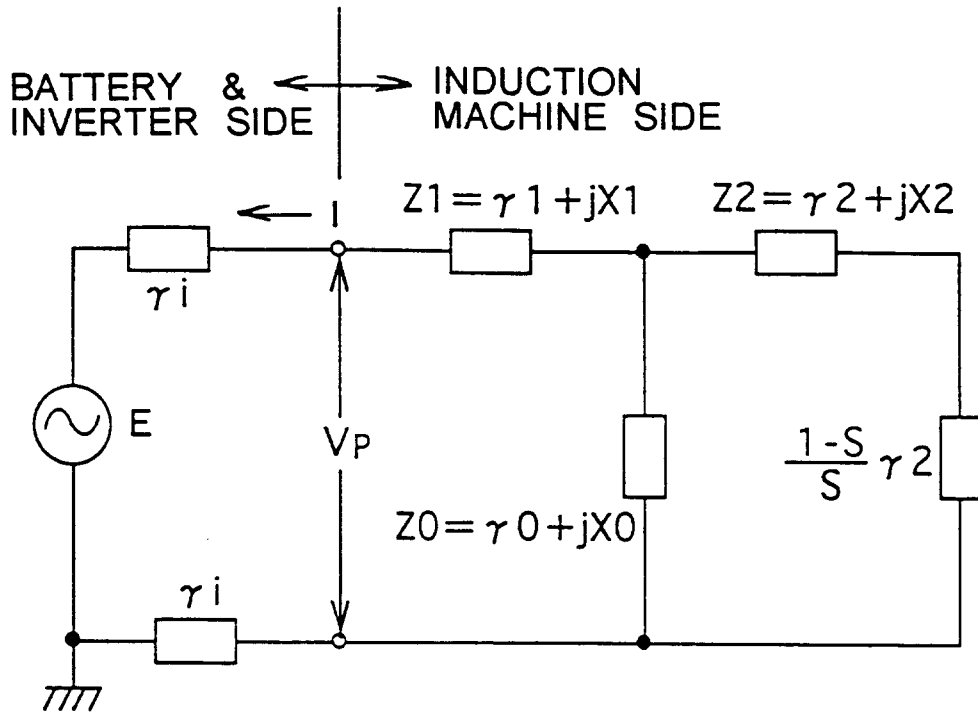 BATTERY &
INVERTER SIDE
INDUCTION
MACHINE SIDE
I
Z1=γ1+jX1
Z2=γ2+jX2
γi
E
VP
1-S
S
γ2
Z0=γ0+jX0
γi